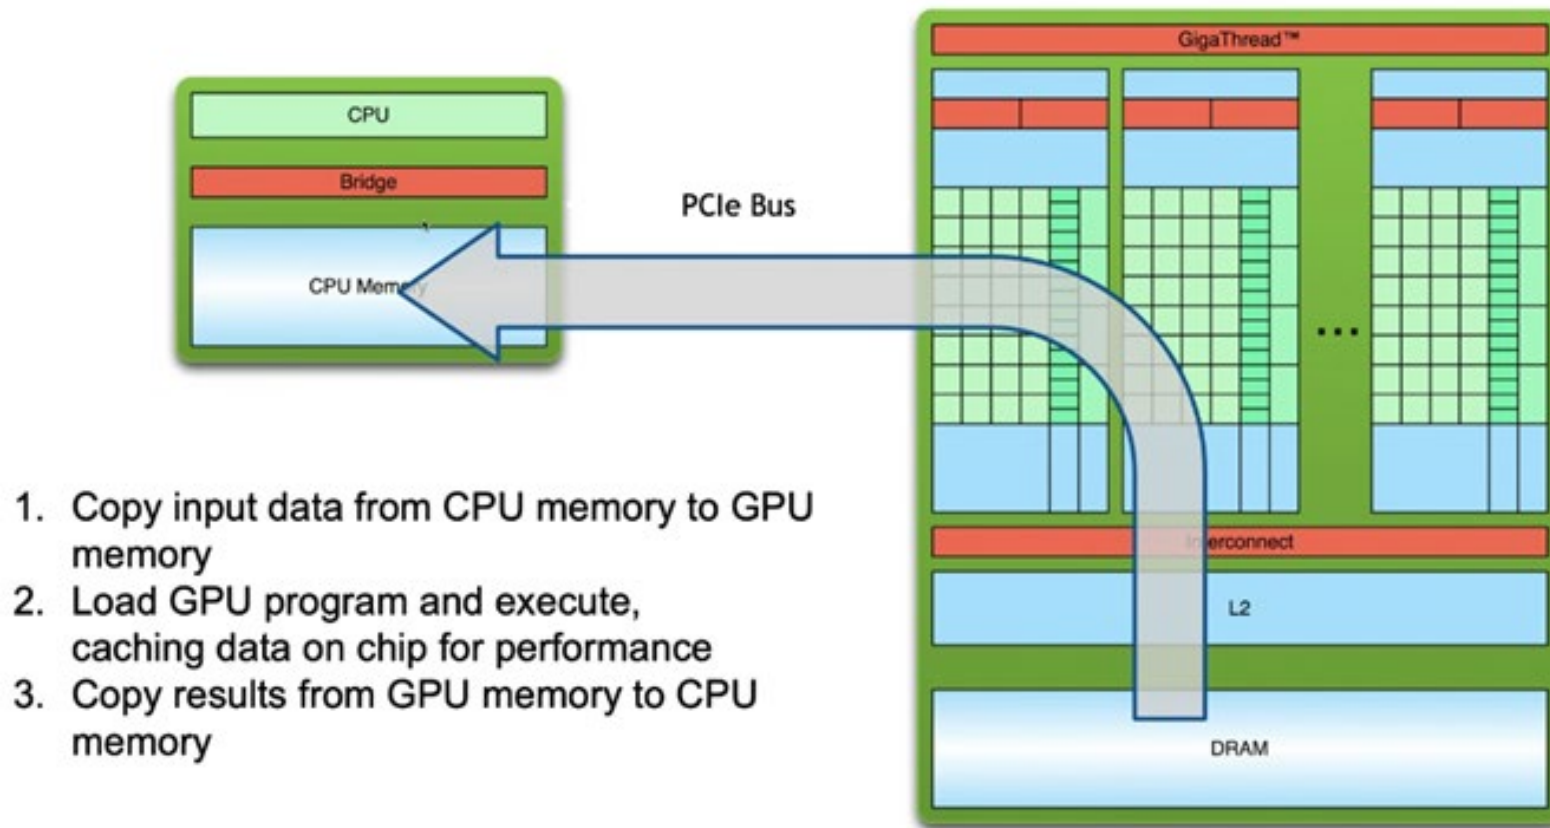 GigaThread™
CPU
Bridge
PCIe Bus
CPU Memory
1. Copy input data from CPU memory to GPU
memory
2. Load GPU program and execute,
caching data on chip for performance
3. Copy results from GPU memory to CPU
memory
Interconnect
L2
DRAM